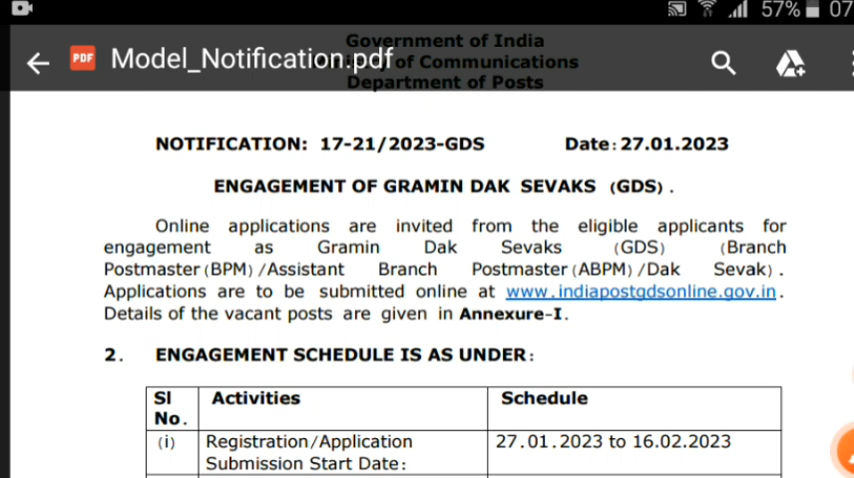 57% 07
Government of India
Model_Notification.pdf of Communications
PDF
Department of Posts
NOTIFICATION: 17-21/2023-GDS Date: 27.01.2023
ENGAGEMENT OF GRAMIN DAK SEVAKS (GDS).
Online applications are invited from the eligible applicants for
engagement as Gramin Dak Sevaks (GDS) (Branch
Postmaster(BPM)/Assistant Branch Postmaster(ABPM)/Dak Sevak).
Applications are to be submitted online at www.indiapostgdsonline.gov.in.
Details of the vacant posts are given in Annexure-I.
2. ENGAGEMENT SCHEDULE IS AS UNDER:
Sl No. Activities Schedule
(i) Registration/Application 27.01.2023 to 16.02.2023
Submission Start Date: